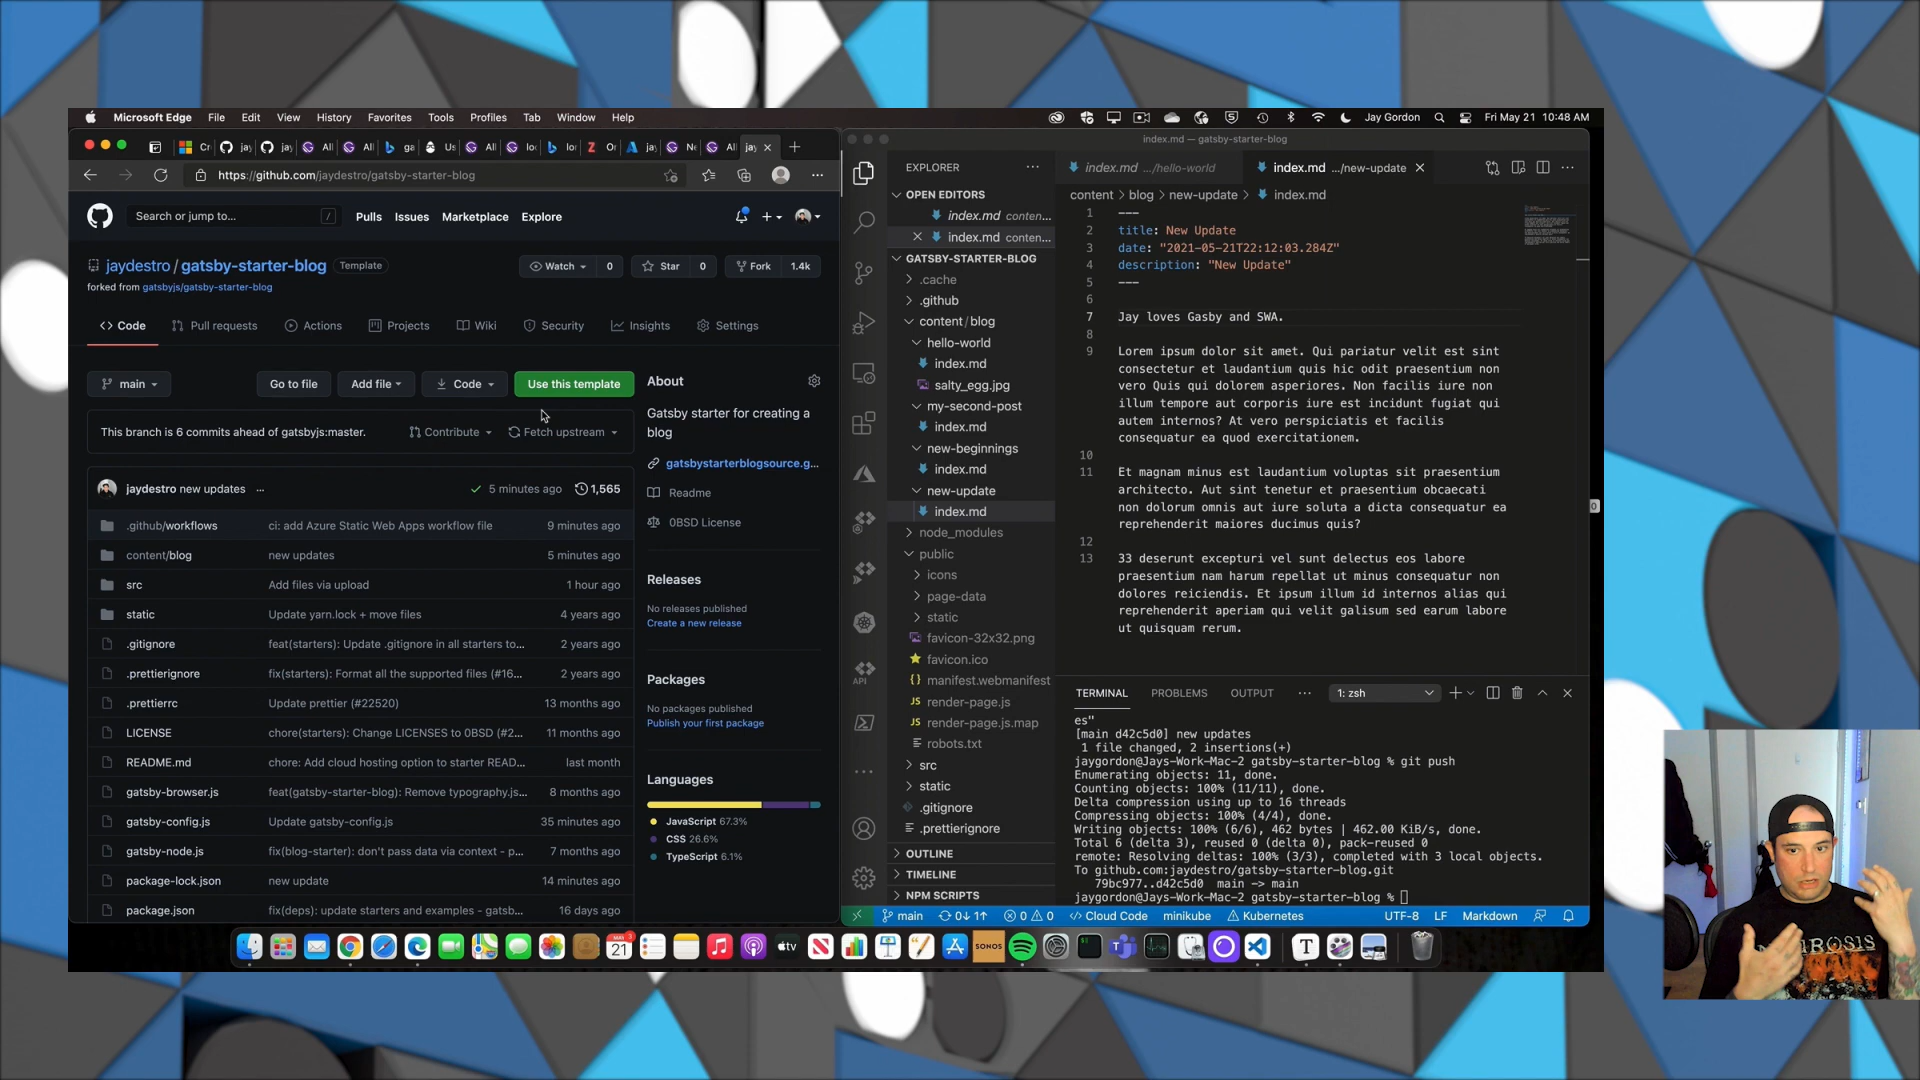 Microsoft Edge File Edit View History Favorites Tools Profiles Tab Window Help
Jay Gordon Fri May 21 10:48 AM
https://github.com/jaydestro/gatsby-starter-blog
Search or jump to... /
Pulls Issues Marketplace Explore
jaydestro / gatsby-starter-blog Template
forked from gatsbyjs/gatsby-starter-blog
Watch 0 Star 0 Fork 1.4k
Code Pull requests Actions Projects Wiki Security Insights Settings
main Go to file Add file Code Use this template
This branch is 6 commits ahead of gatsbyjs:master. Contribute Fetch upstream
jaydestro new updates ... 5 minutes ago 1,565
.github/workflows ci: add Azure Static Web Apps workflow file 9 minutes ago
content/blog new updates 5 minutes ago
src Add files via upload 1 hour ago
static Update yarn.lock + move files 4 years ago
.gitignore feat(starters): Update .gitignore in all starters to... 2 years ago
.prettierignore fix(starters): Format all the supported files (#16... 2 years ago
.prettierrc Update prettier (#22520) 13 months ago
LICENSE chore(starters): Change LICENSES to 0BSD (#2... 11 months ago
README.md chore: Add cloud hosting option to starter READ... last month
gatsby-browser.js feat(gatsby-starter-blog): Remove typography.js... 8 months ago
gatsby-config.js Update gatsby-config.js 35 minutes ago
gatsby-node.js fix(blog-starter): don't pass data via context - p... 7 months ago
package-lock.json new update 14 minutes ago
package.json fix(deps): update starters and examples - gatsb... 16 days ago
About
Gatsby starter for creating a
blog
gatsbystarterblogsource.g...
Readme
0BSD License
Releases
No releases published
Create a new release
Packages
No packages published
Publish your first package
Languages
JavaScript 67.3%
CSS 26.6%
TypeScript 6.1%
index.md — gatsby-starter-blog
EXPLORER ...
OPEN EDITORS
index.md conten...
index.md conten...
GATSBY-STARTER-BLOG
.cache
.github
content/blog
hello-world
index.md
salty_egg.jpg
my-second-post
index.md
new-beginnings
index.md
new-update
index.md
node_modules
public
icons
page-data
static
favicon-32x32.png
favicon.ico
{} manifest.webmanifest
JS render-page.js
JS render-page.js.map
robots.txt
src
static
.gitignore
.prettierignore
OUTLINE
TIMELINE
NPM SCRIPTS
index.md .../hello-world index.md .../new-update
content > blog > new-update > index.md
1 ---
2 title: New Update
3 date: "2021-05-21T22:12:03.284Z"
4 description: "New Update"
5 ---
6
7 Jay loves Gasby and SWA.
8
9 Lorem ipsum dolor sit amet. Qui pariatur velit est sint
consectetur et laudantium quis hic odit praesentium non
vero Quis qui dolorem asperiores. Non facilis iure non
illum tempore aut corporis iure est incidunt fugiat qui
autem internos? At vero perspiciatis et facilis
consequatur ea quod exercitationem.
10
11 Et magnam minus est laudantium voluptas sit praesentium
architecto. Aut sint tenetur et praesentium obcaecati
non dolorum omnis aut iure soluta a dicta consequatur ea
reprehenderit maiores ducimus quis?
12
13 33 deserunt excepturi vel sunt delectus eos labore
praesentium nam harum repellat ut minus consequatur non
dolores reiciendis. Et ipsum illum id internos alias qui
reprehenderit aperiam qui velit galisum sed earum labore
ut quisquam rerum.
TERMINAL PROBLEMS OUTPUT ... 1: zsh
es"
[main d42c5d0] new updates
1 file changed, 2 insertions(+)
jaygordon@Jays-Work-Mac-2 gatsby-starter-blog % git push
Enumerating objects: 11, done.
Counting objects: 100% (11/11), done.
Delta compression using up to 16 threads
Compressing objects: 100% (4/4), done.
Writing objects: 100% (6/6), 462 bytes | 462.00 KiB/s, done.
Total 6 (delta 3), reused 0 (delta 0), pack-reused 0
remote: Resolving deltas: 100% (3/3), completed with 3 local objects.
To github.com:jaydestro/gatsby-starter-blog.git
79bc977..d42c5d0 main -> main
jaygordon@Jays-Work-Mac-2 gatsby-starter-blog %
main 0↓ 1↑ 0 0 Cloud Code minikube Kubernetes UTF-8 LF Markdown
API
21
tv
SONOS